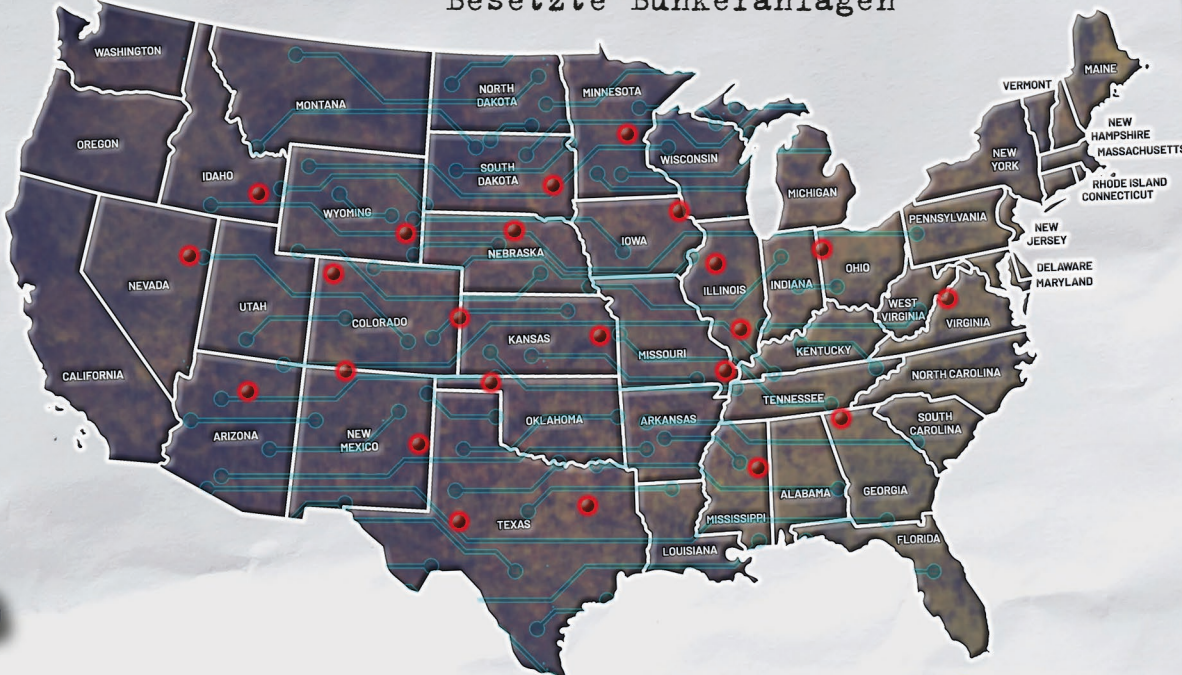 Besetzte Bunkeranlagen
WASHINGTON
MAINE
VERMONT
MONTANA
NORTH
DAKOTA
MINNESOTA
NEW
HAMPSHIRE
OREGON
MASSACHUSETTS
NEW
YORK
WISCONSIN
IDAHO
SOUTH
DAKOTA
MICHIGAN
RHODE ISLAND
CONNECTICUT
WYOMING
PENNSYLVANIA
IOWA
NEW
JERSEY
NEBRASKA
OHIO
DELAWARE
MARYLAND
NEVADA
ILLINOIS
INDIANA
UTAH
WEST
VIRGINIA
COLORADO
VIRGINIA
KANSAS
MISSOURI
KENTUCKY
CALIFORNIA
NORTH CAROLINA
TENNESSEE
OKLAHOMA
ARKANSAS
SOUTH
CAROLINA
ARIZONA
NEW
MEXICO
ALABAMA
GEORGIA
TEXAS
MISSISSIPPI
FLORIDA
LOUISIANA